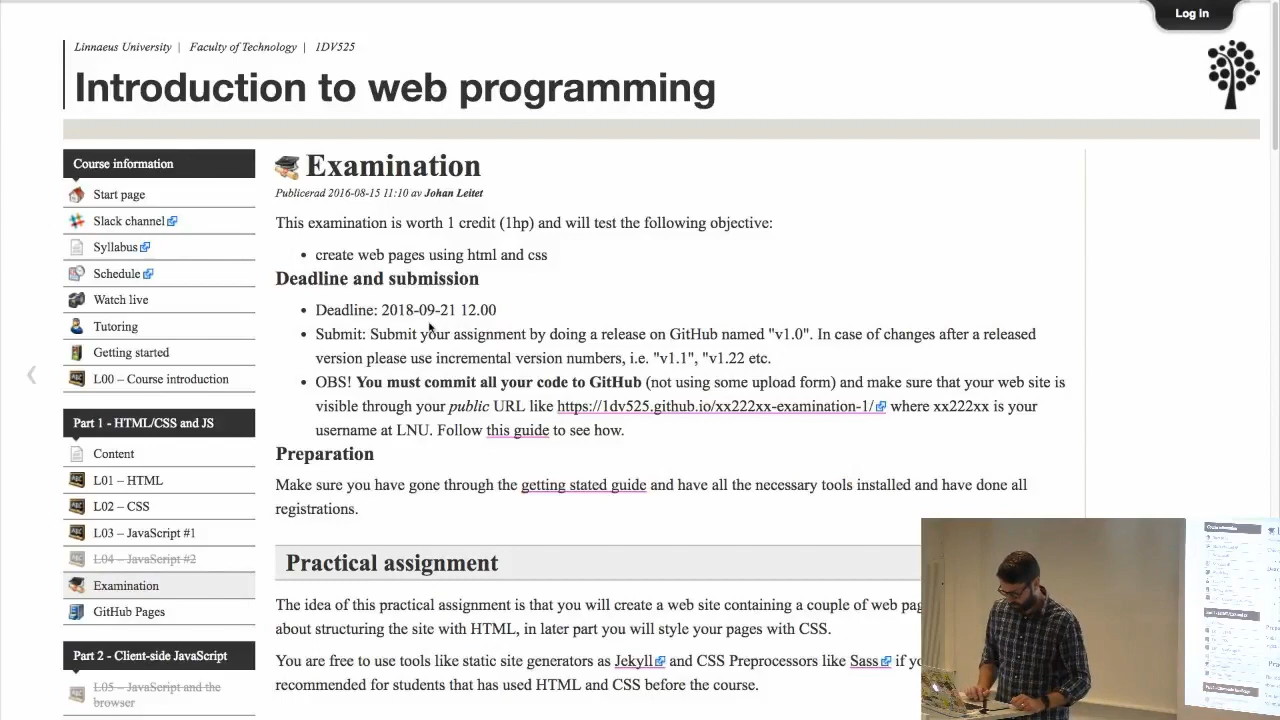 Log in
Linnaeus University | Faculty of Technology | 1DV525
Introduction to web programming
Course information
Start page
Slack channel
Syllabus
Schedule
Watch live
Tutoring
Getting started
L00 – Course introduction
Part 1 - HTML/CSS and JS
Content
L01 – HTML
L02 – CSS
L03 – JavaScript #1
L04 – JavaScript #2
Examination
GitHub Pages
Part 2 - Client-side JavaScript
L05 – JavaScript and the
browser
Examination
Publicerad 2016-08-15 11:10 av Johan Leitet
This examination is worth 1 credit (1hp) and will test the following objective:
• create web pages using html and css
Deadline and submission
• Deadline: 2018-09-21 12.00
• Submit: Submit your assignment by doing a release on GitHub named "v1.0". In case of changes after a released
version please use incremental version numbers, i.e. "v1.1", "v1.22 etc.
• OBS! You must commit all your code to GitHub (not using some upload form) and make sure that your web site is
visible through your public URL like https://1dv525.github.io/xx222xx-examination-1/ where xx222xx is your
username at LNU. Follow this guide to see how.
Preparation
Make sure you have gone through the getting stated guide and have all the necessary tools installed and have done all
registrations.
Practical assignment
The idea of this practical assignment is that you will create a web site containing a couple of web pag
about structuring the site with HTML, in later part you will style your pages with CSS.
You are free to use tools like static site generators as Jekyll and CSS Preprocessors like Sass if yo
recommended for students that has used HTML and CSS before the course.